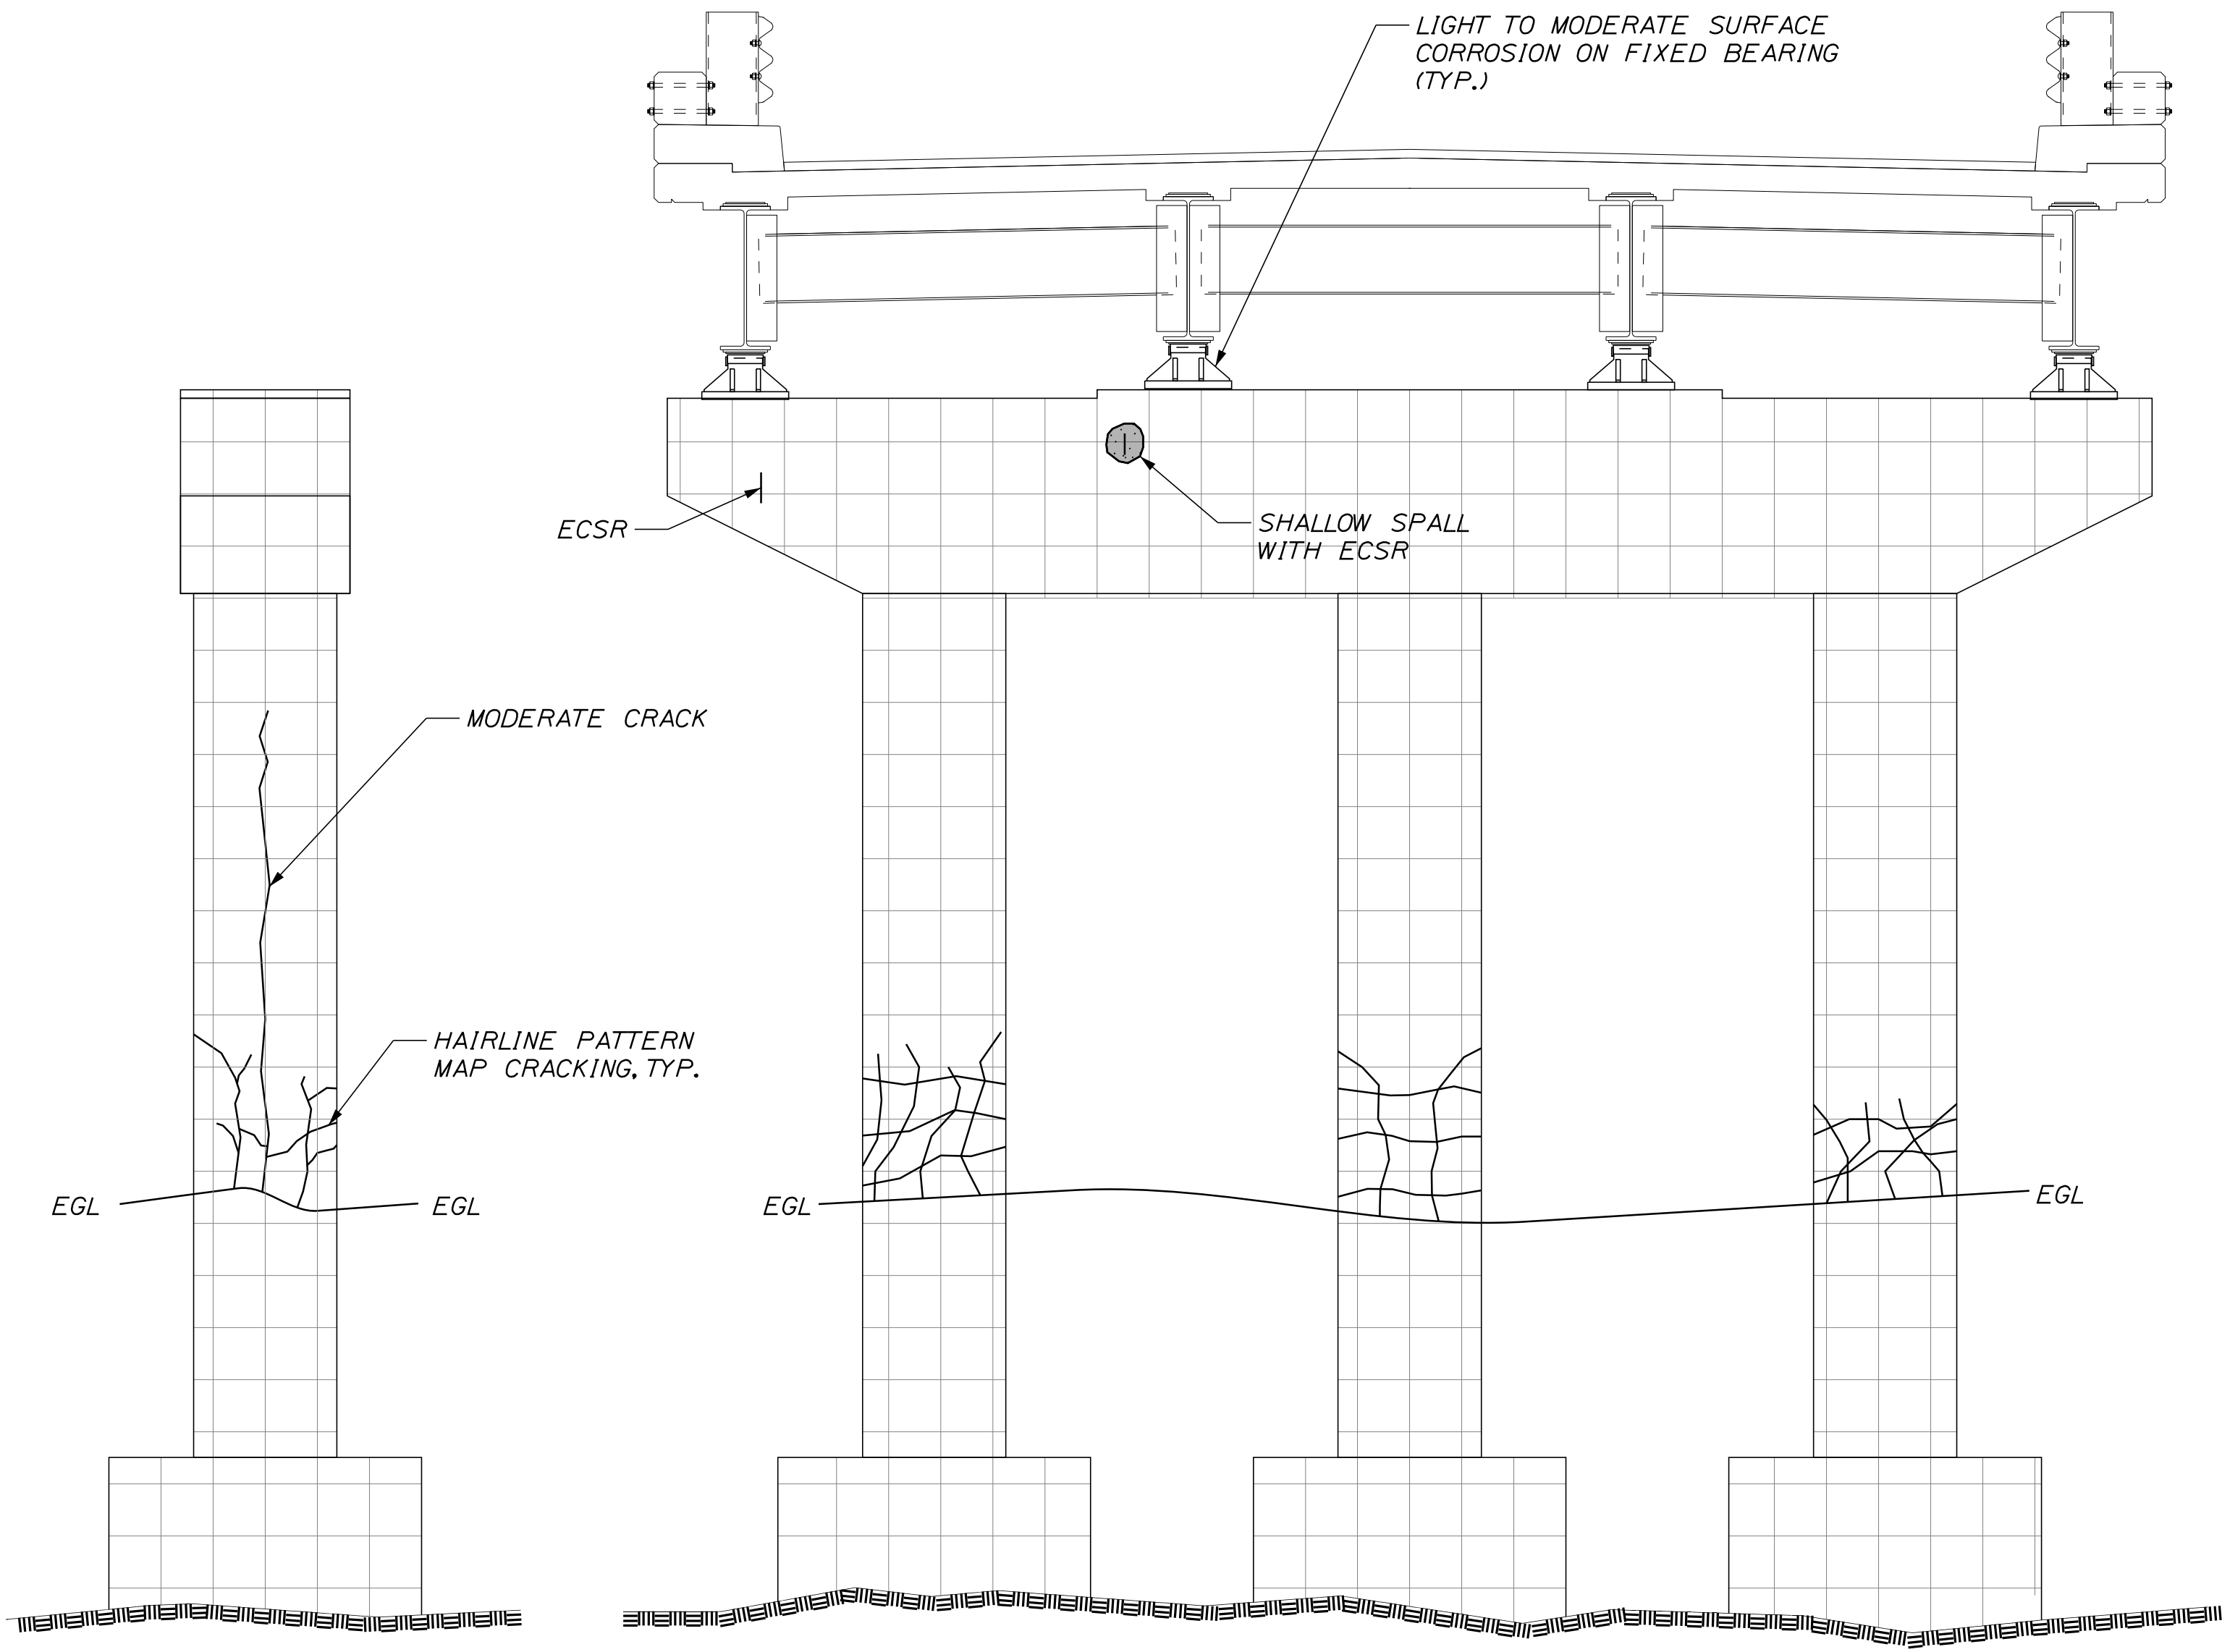 LIGHT TO MODERATE SURFACE
CORROSION ON FIXED BEARING
(TYP.)
ECSR
SHALLOW SPALL
WITH ECSR
MODERATE CRACK
HAIRLINE PATTERN
MAP CRACKING, TYP.
EGL
EGL
EGL
EGL